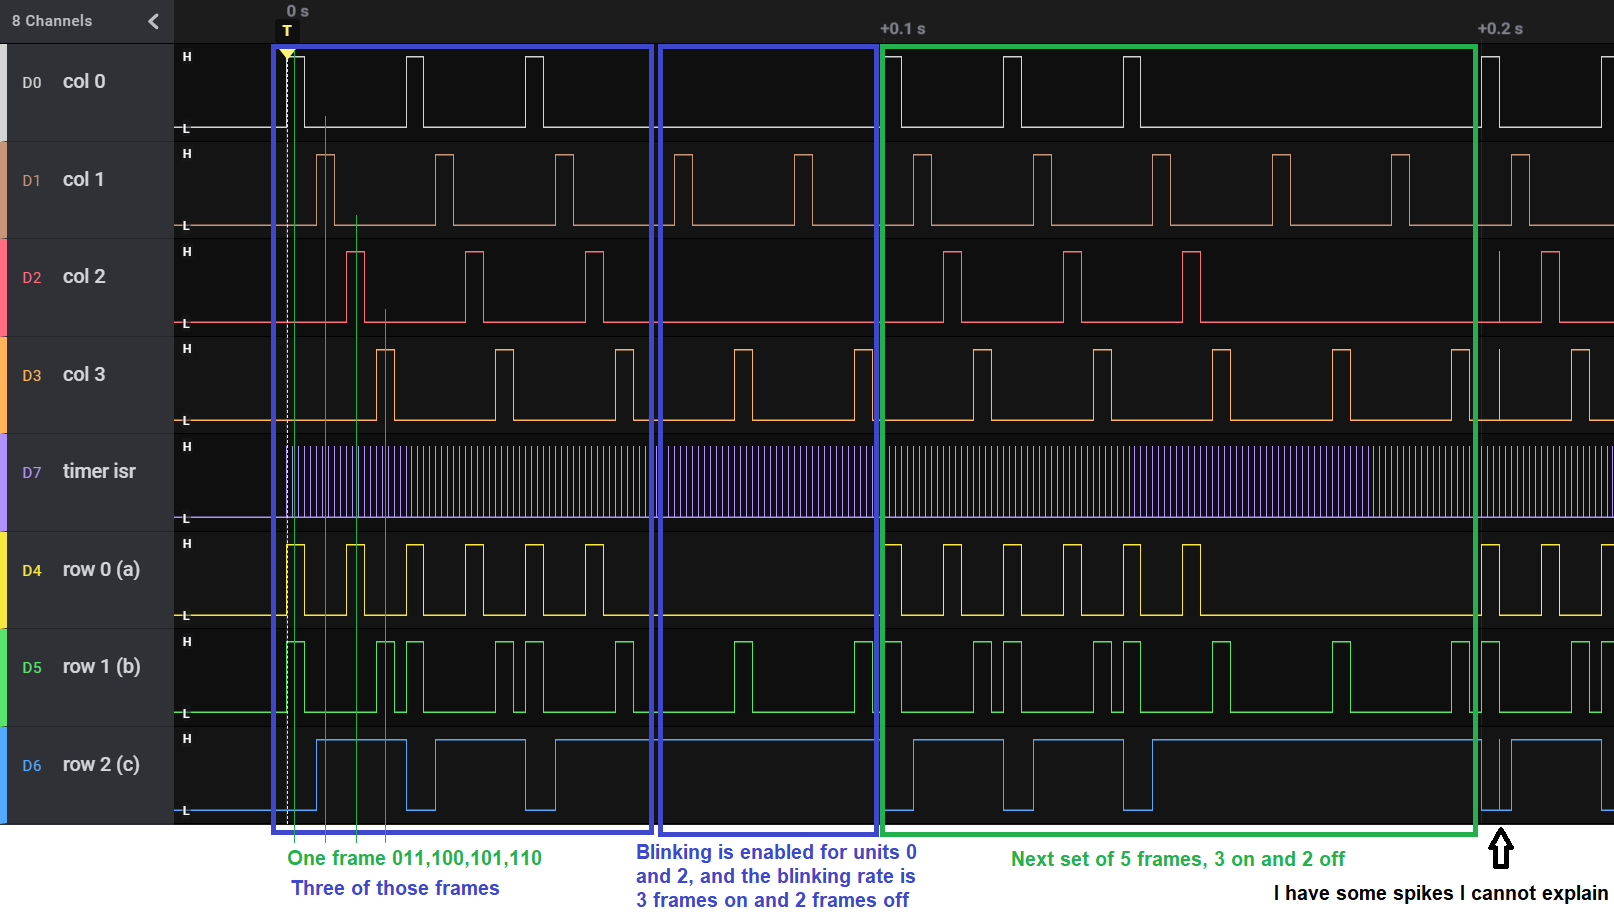 8 Channels
0 s
T
+0.1 s
+0.2 s
D0 col 0
H
L
D1 col 1
H
L
D2 col 2
H
L
D3 col 3
H
L
D7 timer isr
H
L
D4 row 0 (a)
H
L
D5 row 1 (b)
H
L
D6 row 2 (c)
H
L
One frame 011,100,101,110
Three of those frames
Blinking is enabled for units 0
and 2, and the blinking rate is
3 frames on and 2 frames off
Next set of 5 frames, 3 on and 2 off
I have some spikes I cannot explain